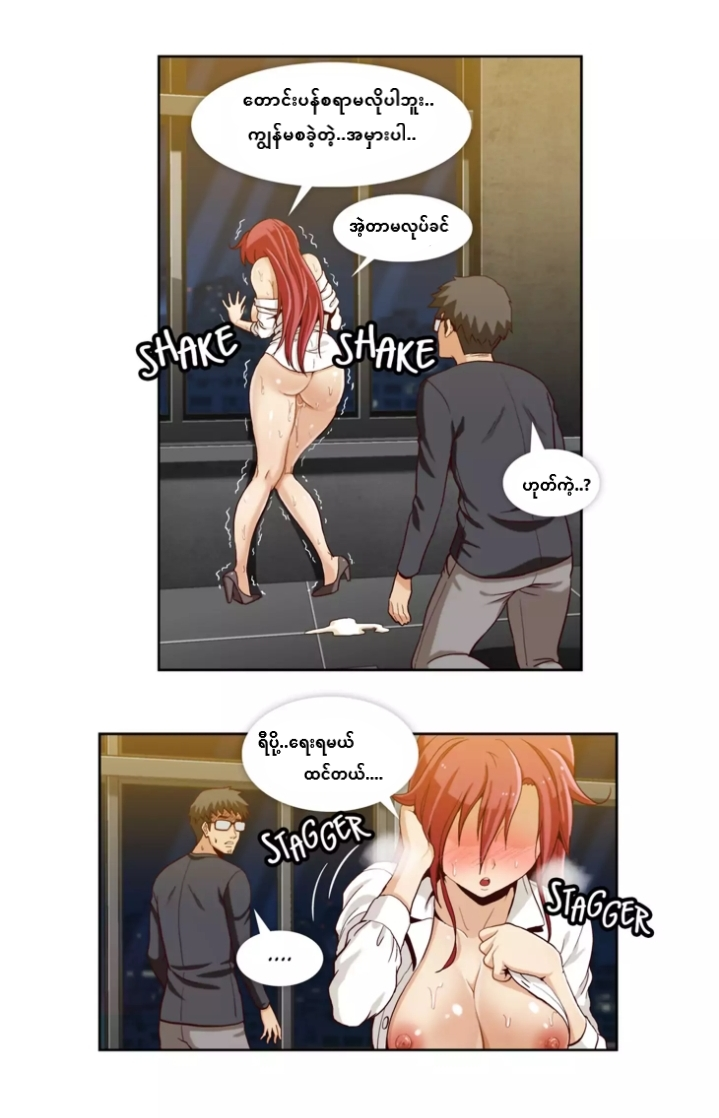 တောင်းပန်စရာမလိုပါဘူး..
ကျွန်မစခဲ့တဲ့..အမှားပါ..
အဲ့တာမလုပ်ခင်
SHAKE
SHAKE
ဟုတ်ကဲ့..?
ရီပို့..ရေးရမယ်
ထင်တယ်....
STAGGER
STAGGER
....